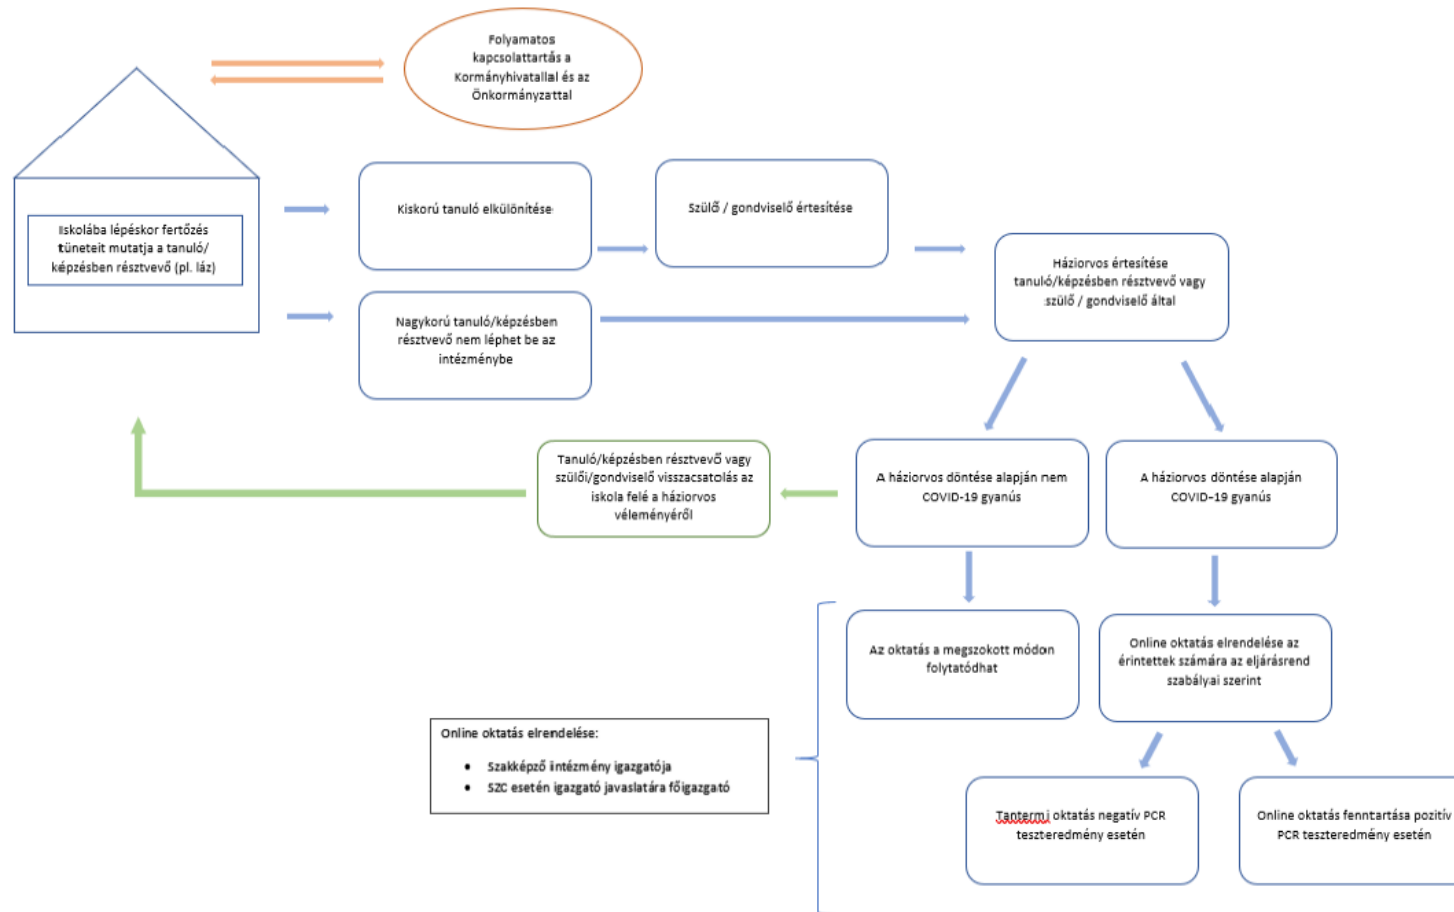 Folyamatos
kapcsolattartás a
Kormányhivatallal és az
Önkormányzattal
Iskolába lépéskor fertőzés
tüneteit mutatja a tanuló/
képzésben résztvevő (pl. láz)
Kiskorú tanuló elkülönítése
Szülő / gondviselő értesítése
Háziorvos értesítése
tanuló/képzésben résztvevő vagy
szülő / gondviselő által
Nagykorú tanuló/képzésben
résztvevő nem léphet be az
intézménybe
Tanuló/képzésben résztvevő vagy
szülői/gondviselő visszacsatolás az
iskola felé a háziorvos
véleményéről
A háziorvos döntése alapján nem
COVID-19 gyanús
A háziorvos döntése alapján
COVID-19 gyanús
Az oktatás a megszokott módon
folytatódhat
Online oktatás elrendelése az
érintettek számára az eljárásrend
szabályai szerint
Online oktatás elrendelése:
• Szakképző intézmény igazgatója
• SZC esetén igazgató javaslatára főigazgató
Tantermi oktatás negatív PCR
teszteredmény esetén
Online oktatás fenntartása pozitív
PCR teszteredmény esetén